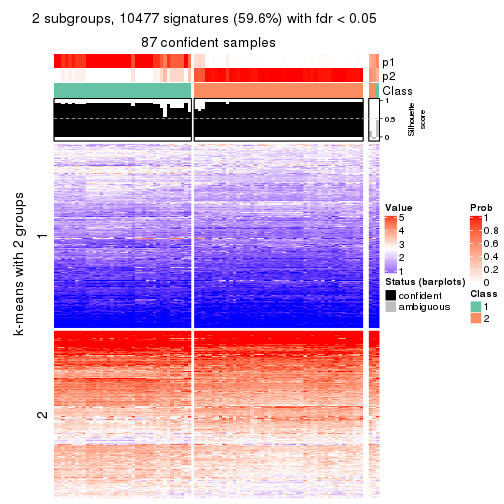 2 subgroups, 10477 signatures (59.6%) with fdr < 0.05
87 confident samples
p1
p2
Class
1
0.5
0
Silhouette
score
k-means with 2 groups
1
2
Value
5
4
3
2
1
Status (barplots)
confident
ambiguous
Prob
1
0.8
0.6
0.4
0.2
0
Class
1
2